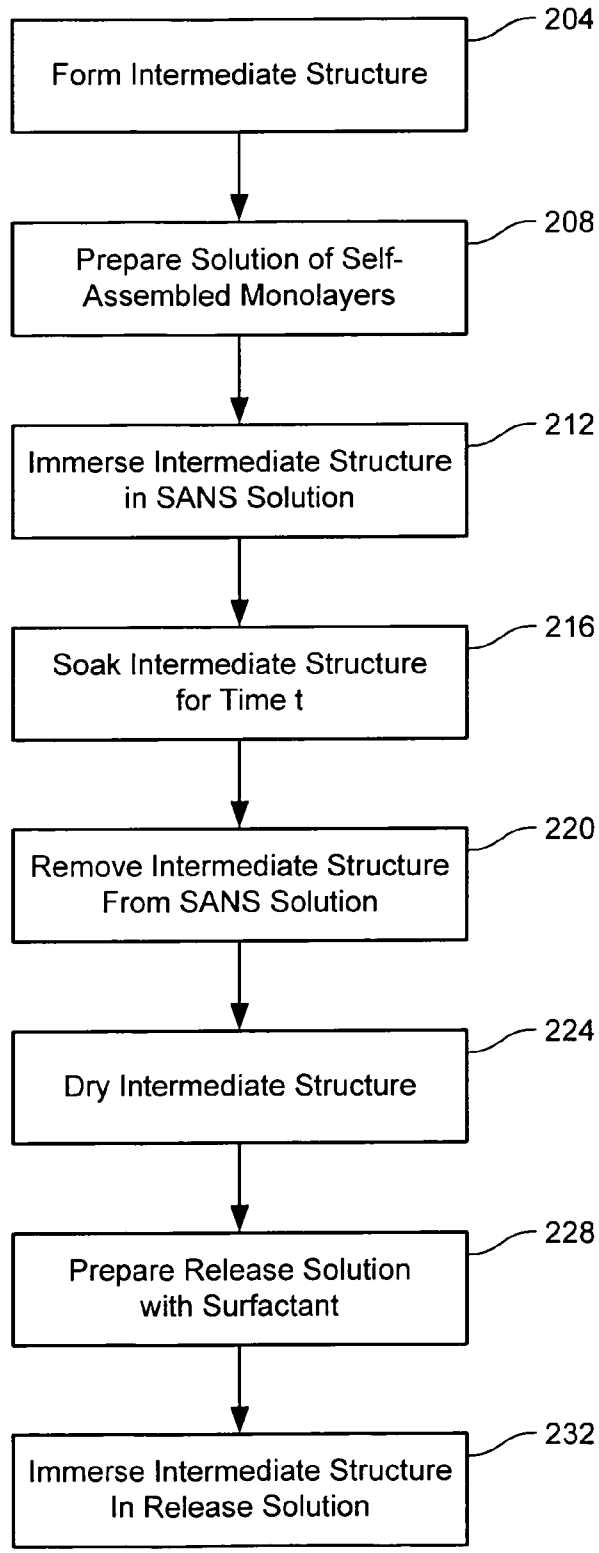 204
Form Intermediate Structure
208
Prepare Solution of Self-
Assembled Monolayers
212
Immerse Intermediate Structure
in SANS Solution
216
Soak Intermediate Structure
for Time t
220
Remove Intermediate Structure
From SANS Solution
224
Dry Intermediate Structure
228
Prepare Release Solution
with Surfactant
232
Immerse Intermediate Structure
In Release Solution